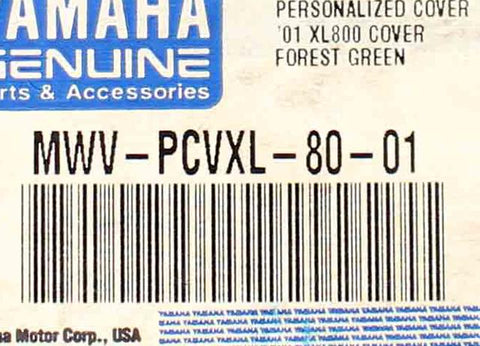 YAMAHA
GENUINE
rts & Accessories
PERSONALIZED COVER
'01 XL800 COVER
FOREST GREEN
MWV-PCVXL-80-01
ha Motor Corp., USA